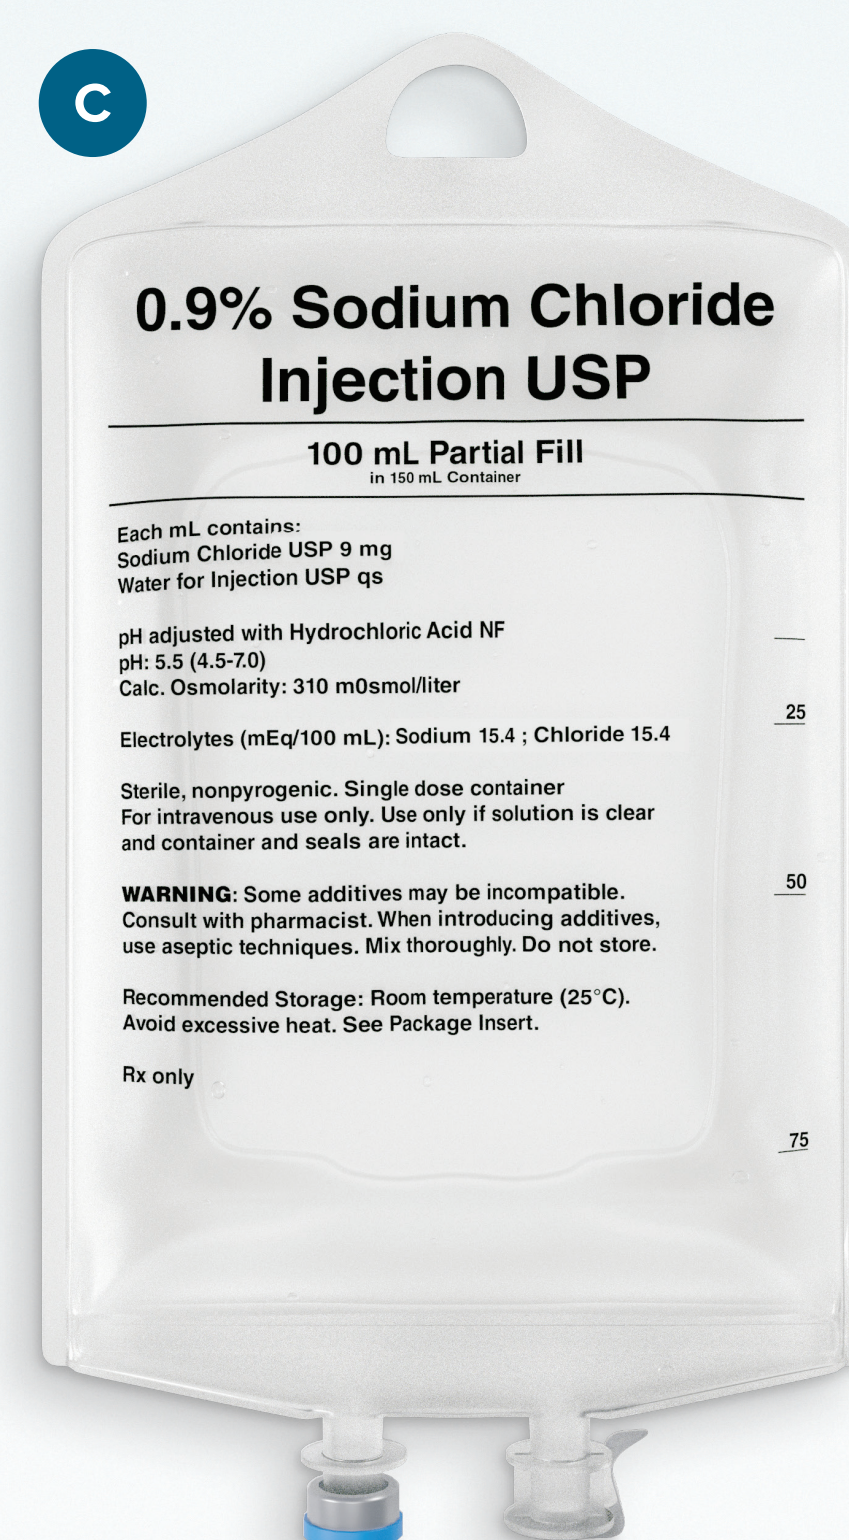 C
0.9% Sodium Chloride
Injection USP
100 mL Partial Fill
in 150 mL Container
Each mL contains:
Sodium Chloride USP 9 mg
Water for Injection USP qs
pH adjusted with Hydrochloric Acid NF
pH: 5.5 (4.5-7.0)
Calc. Osmolarity: 310 m0smol/liter
Electrolytes (mEq/100 mL): Sodium 15.4 ; Chloride 15.4
Sterile, nonpyrogenic. Single dose container
For intravenous use only. Use only if solution is clear
and container and seals are intact.
WARNING: Some additives may be incompatible.
Consult with pharmacist. When introducing additives,
use aseptic techniques. Mix thoroughly. Do not store.
Recommended Storage: Room temperature (25°C).
Avoid excessive heat. See Package Insert.
Rx only
25
50
75